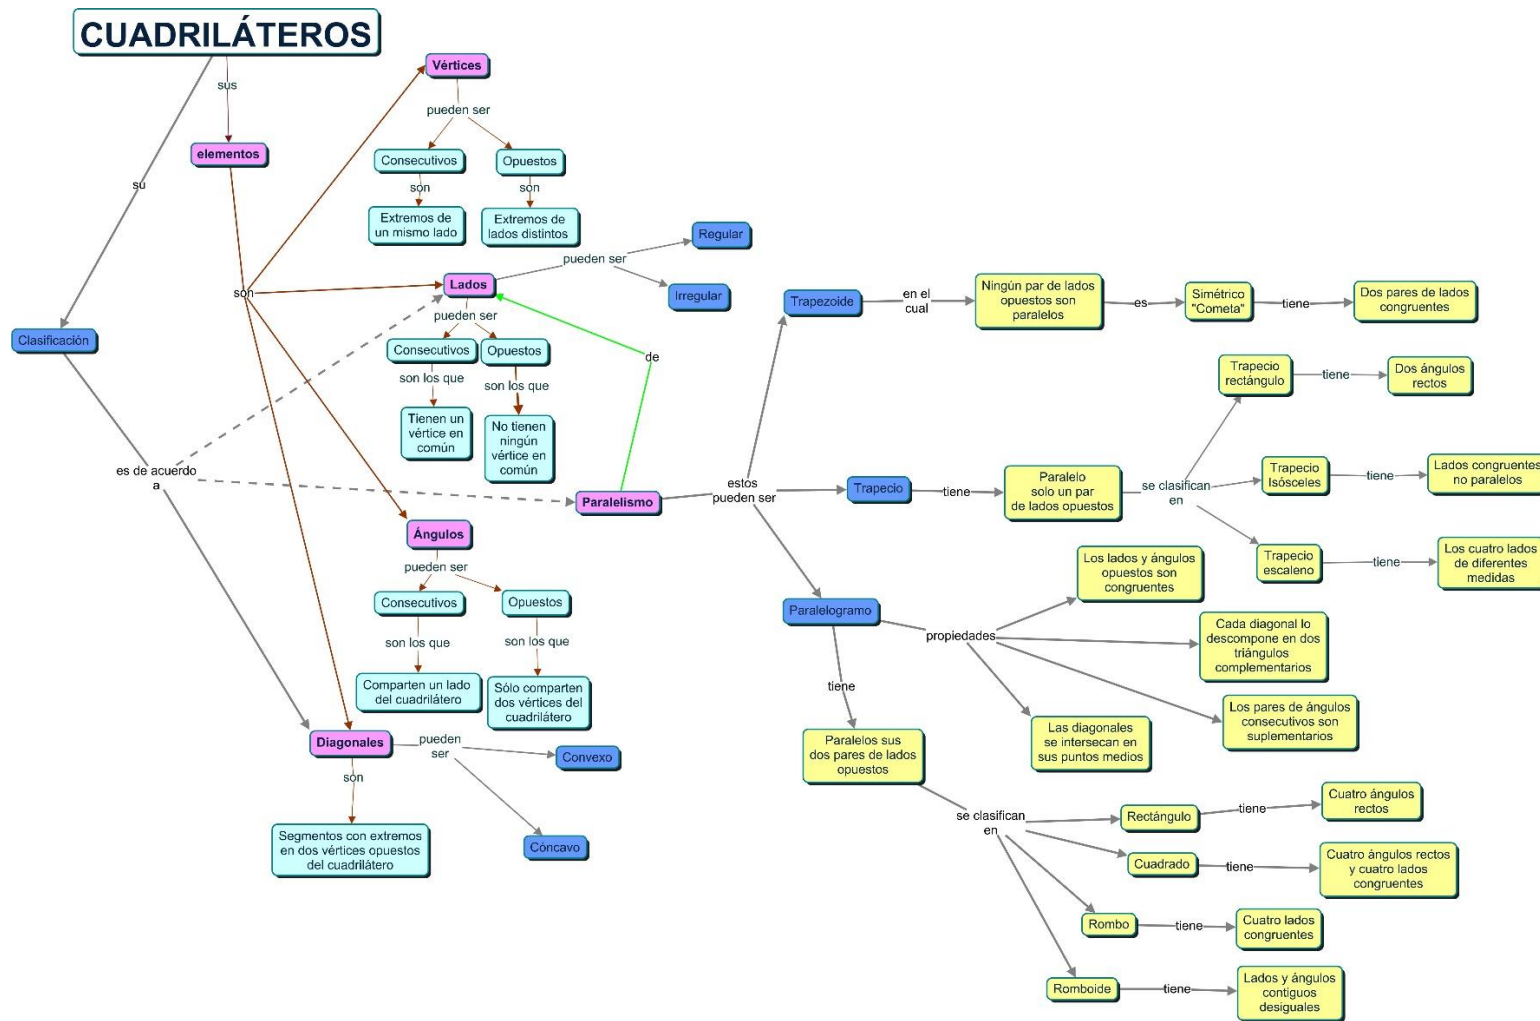 CUADRILÁTEROS
sus
elementos
su
Clasificación
es de acuerdo
a
son
Vértices
pueden ser
Consecutivos
son
Extremos de
un mismo lado
Opuestos
son
Extremos de
lados distintos
Lados
pueden ser
Regular
Irregular
pueden ser
Consecutivos
son los que
Tienen un
vértice en
común
Opuestos
son los que
No tienen
ningún
vértice en
común
de
Paralelismo
Ángulos
pueden ser
Consecutivos
son los que
Comparten un lado
del cuadrilátero
Opuestos
son los que
Sólo comparten
dos vértices del
cuadrilátero
Diagonales
son
Segmentos con extremos
en dos vértices opuestos
del cuadrilátero
pueden
ser
Convexo
Cóncavo
estos
pueden ser
Trapezoide
en el
cual
Ningún par de lados
opuestos son
paralelos
es
Simétrico
"Cometa"
tiene
Dos pares de lados
congruentes
Trapecio
tiene
Paralelo
solo un par
de lados opuestos
se clasifican
en
Trapecio
rectángulo
tiene
Dos ángulos
rectos
Trapecio
Isósceles
tiene
Lados congruentes
no paralelos
Trapecio
escaleno
tiene
Los cuatro lados
de diferentes
medidas
Paralelogramo
propiedades
Los lados y ángulos
opuestos son
congruentes
Cada diagonal lo
descompone en dos
triángulos
complementarios
Los pares de ángulos
consecutivos son
suplementarios
Las diagonales
se intersecan en
sus puntos medios
tiene
Paralelos sus
dos pares de lados
opuestos
se clasifican
en
Rectángulo
tiene
Cuatro ángulos
rectos
Cuadrado
tiene
Cuatro ángulos rectos
y cuatro lados
congruentes
Rombo
tiene
Cuatro lados
congruentes
Romboide
tiene
Lados y ángulos
contiguos
desiguales